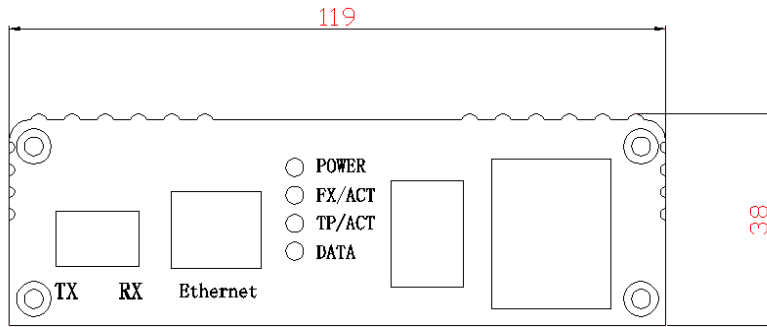 119
POWER
FX/ACT
TP/ACT
DATA
38
TX RX Ethernet